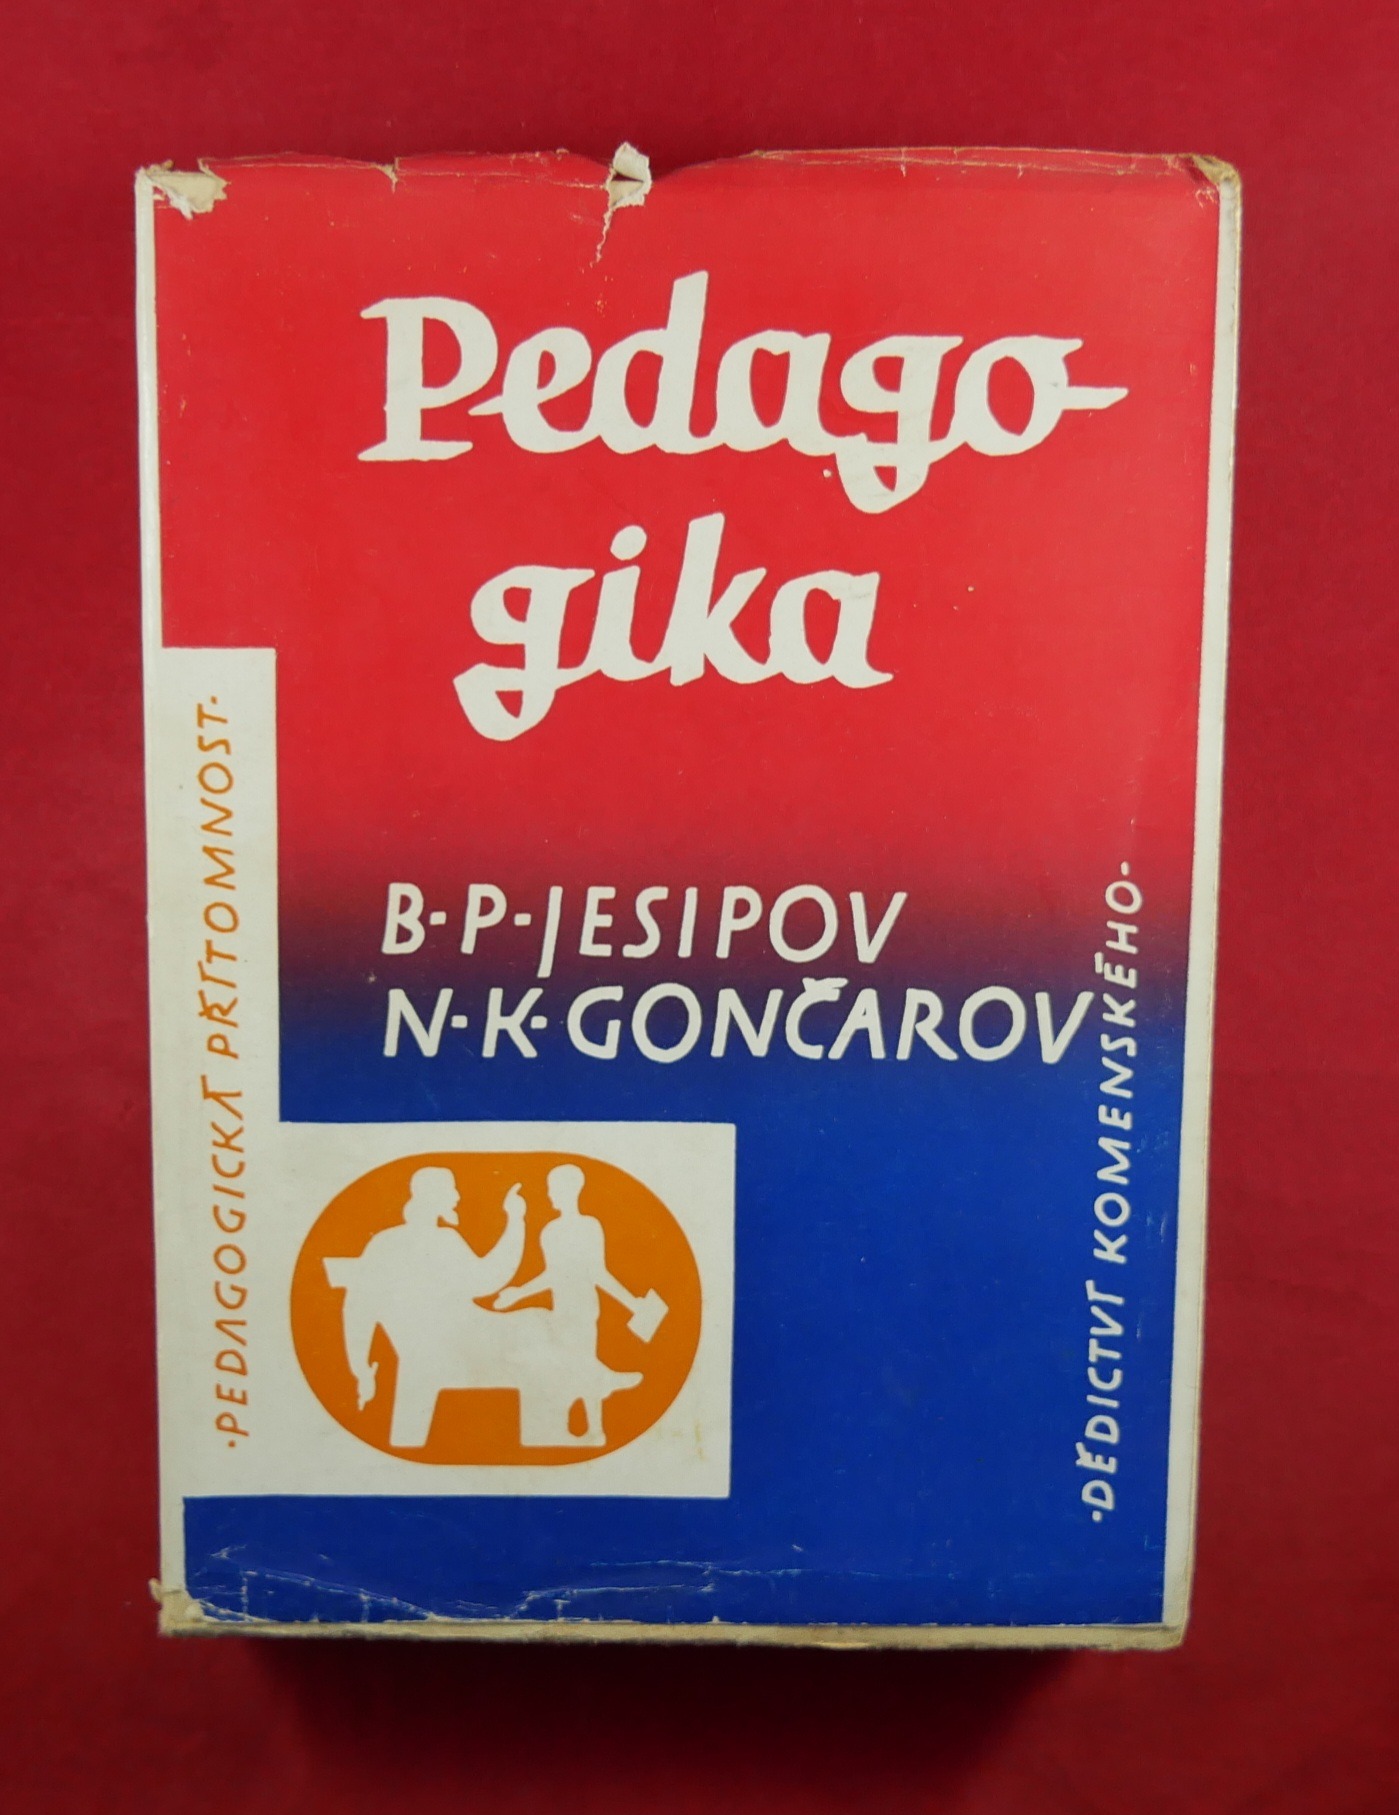 Pedago-
gika
B·P·JESIPOV
N·K·GONČAROV
·PEDAGOGICKÁ PŘÍTOMNOST·
·DĚDICTVÍ KOMENSKÉHO·